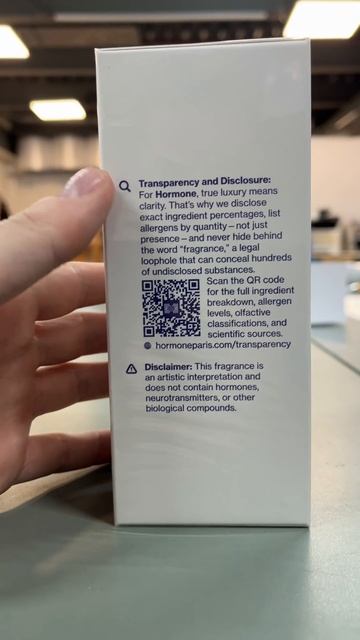 Transparency and Disclosure:
For Hormone, true luxury means
clarity. That's why we disclose
exact ingredient percentages, list
allergens by quantity – not just
presence – and never hide behind
the word "fragrance," a legal
loophole that can conceal hundreds
of undisclosed substances.
Scan the QR code
for the full ingredient
breakdown, allergen
levels, olfactive
classifications, and
scientific sources.
hormoneparis.com/transparency
Disclaimer: This fragrance is
an artistic interpretation and
does not contain hormones,
neurotransmitters, or other
biological compounds.